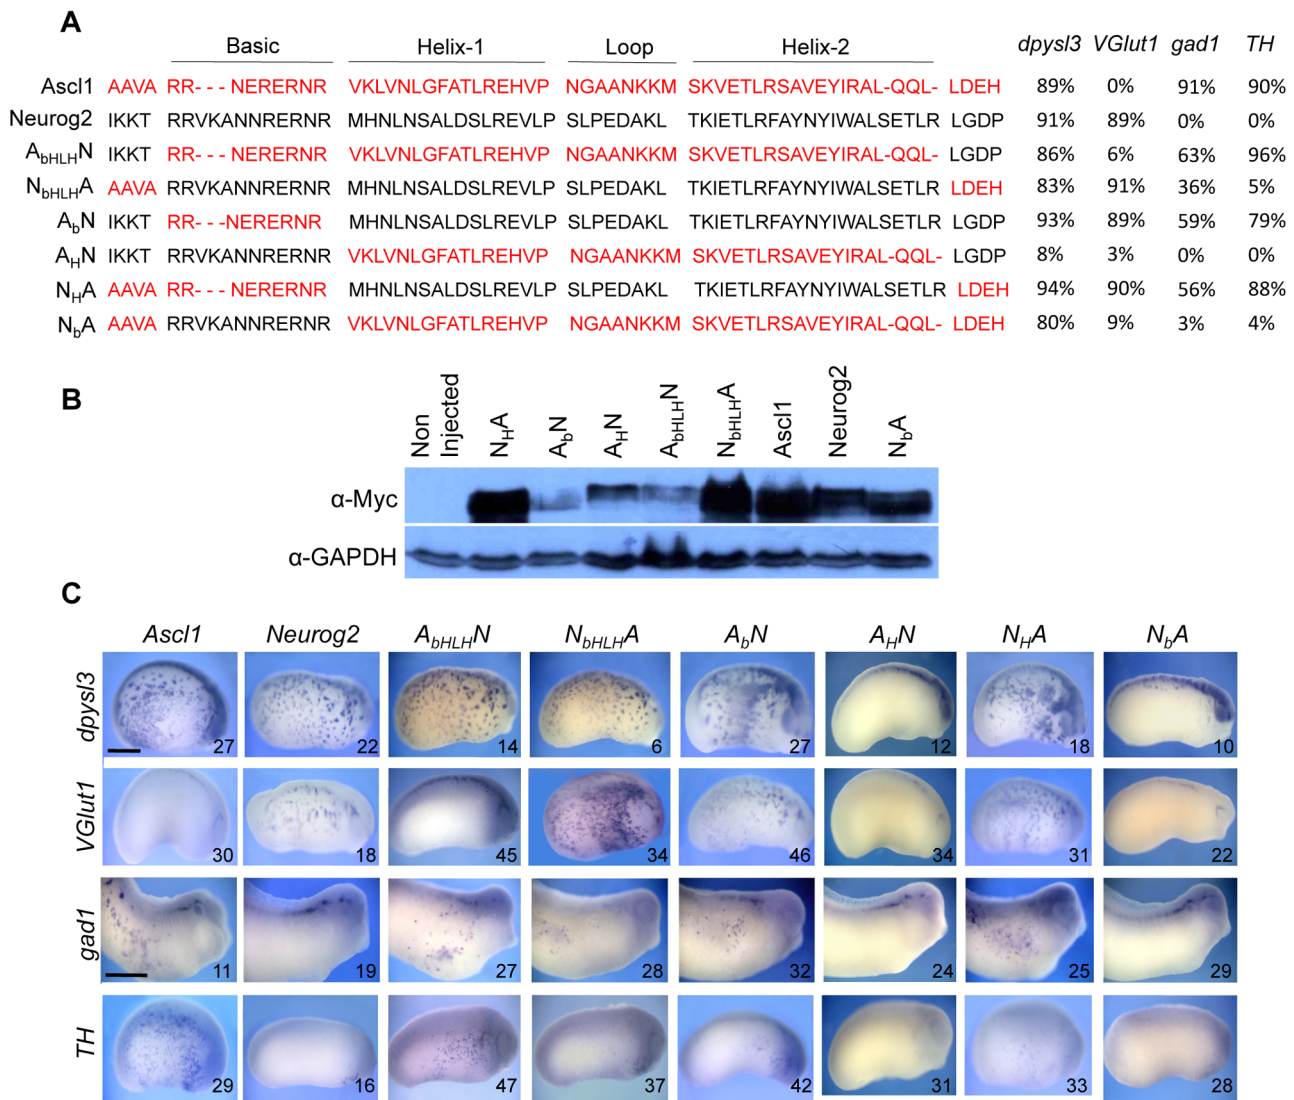 A
Basic Helix-1 Loop Helix-2 dpysl3 VGlut1 gad1 TH
Ascl1 AAVA RR- - - NERERNR VKLVNLGFATLREHVP NGAANKKM SKVETLRSAVEYIRAL-QQL- LDEH 89% 0% 91% 90%
Neurog2 IKKT RRVKANNRERNR MHNLNSALDSLREVLP SLPEDAKL TKIETLRFAYNYIWALSETLR LGDP 91% 89% 0% 0%
AbHLHN IKKT RR- - - NERERNR VKLVNLGFATLREHVP NGAANKKM SKVETLRSAVEYIRAL-QQL- LGDP 86% 6% 63% 96%
NbHLHA AAVA RRVKANNRERNR MHNLNSALDSLREVLP SLPEDAKL TKIETLRFAYNYIWALSETLR LDEH 83% 91% 36% 5%
AbN IKKT RR- - -NERERNR MHNLNSALDSLREVLP SLPEDAKL TKIETLRFAYNYIWALSETLR LGDP 93% 89% 59% 79%
AHN IKKT RRVKANNRERNR VKLVNLGFATLREHVP NGAANKKM SKVETLRSAVEYIRAL-QQL- LGDP 8% 3% 0% 0%
NHA AAVA RR- - - NERERNR MHNLNSALDSLREVLP SLPEDAKL TKIETLRFAYNYIWALSETLR LDEH 94% 90% 56% 88%
NbA AAVA RRVKANNRERNR VKLVNLGFATLREHVP NGAANKKM SKVETLRSAVEYIRAL-QQL- LDEH 80% 9% 3% 4%
B
Non Injected NHA AbN AHN AbHLHN NbHLHA Ascl1 Neurog2 NbA
α-Myc
α-GAPDH
C
Ascl1 Neurog2 AbHLHN NbHLHA AbN AHN NHA NbA
dpysl3 27 22 14 6 27 12 18 10
VGlut1 30 18 45 34 46 34 31 22
gad1 11 19 27 28 32 24 25 29
TH 29 16 47 37 42 31 33 28